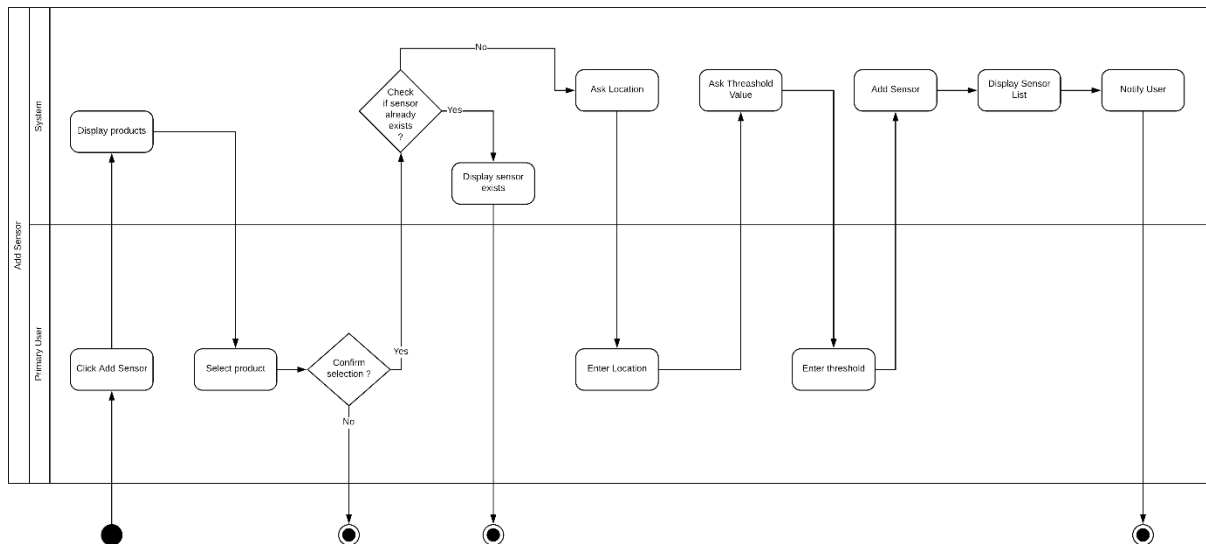 Add Sensor
System
Primary User
Display products
Check
if sensor
already
exists
?
No
Yes
Display sensor
exists
Ask Location
Ask Threashold
Value
Add Sensor
Display Sensor
List
Notify User
Click Add Sensor
Select product
Confirm
selection ?
Yes
No
Enter Location
Enter threshold